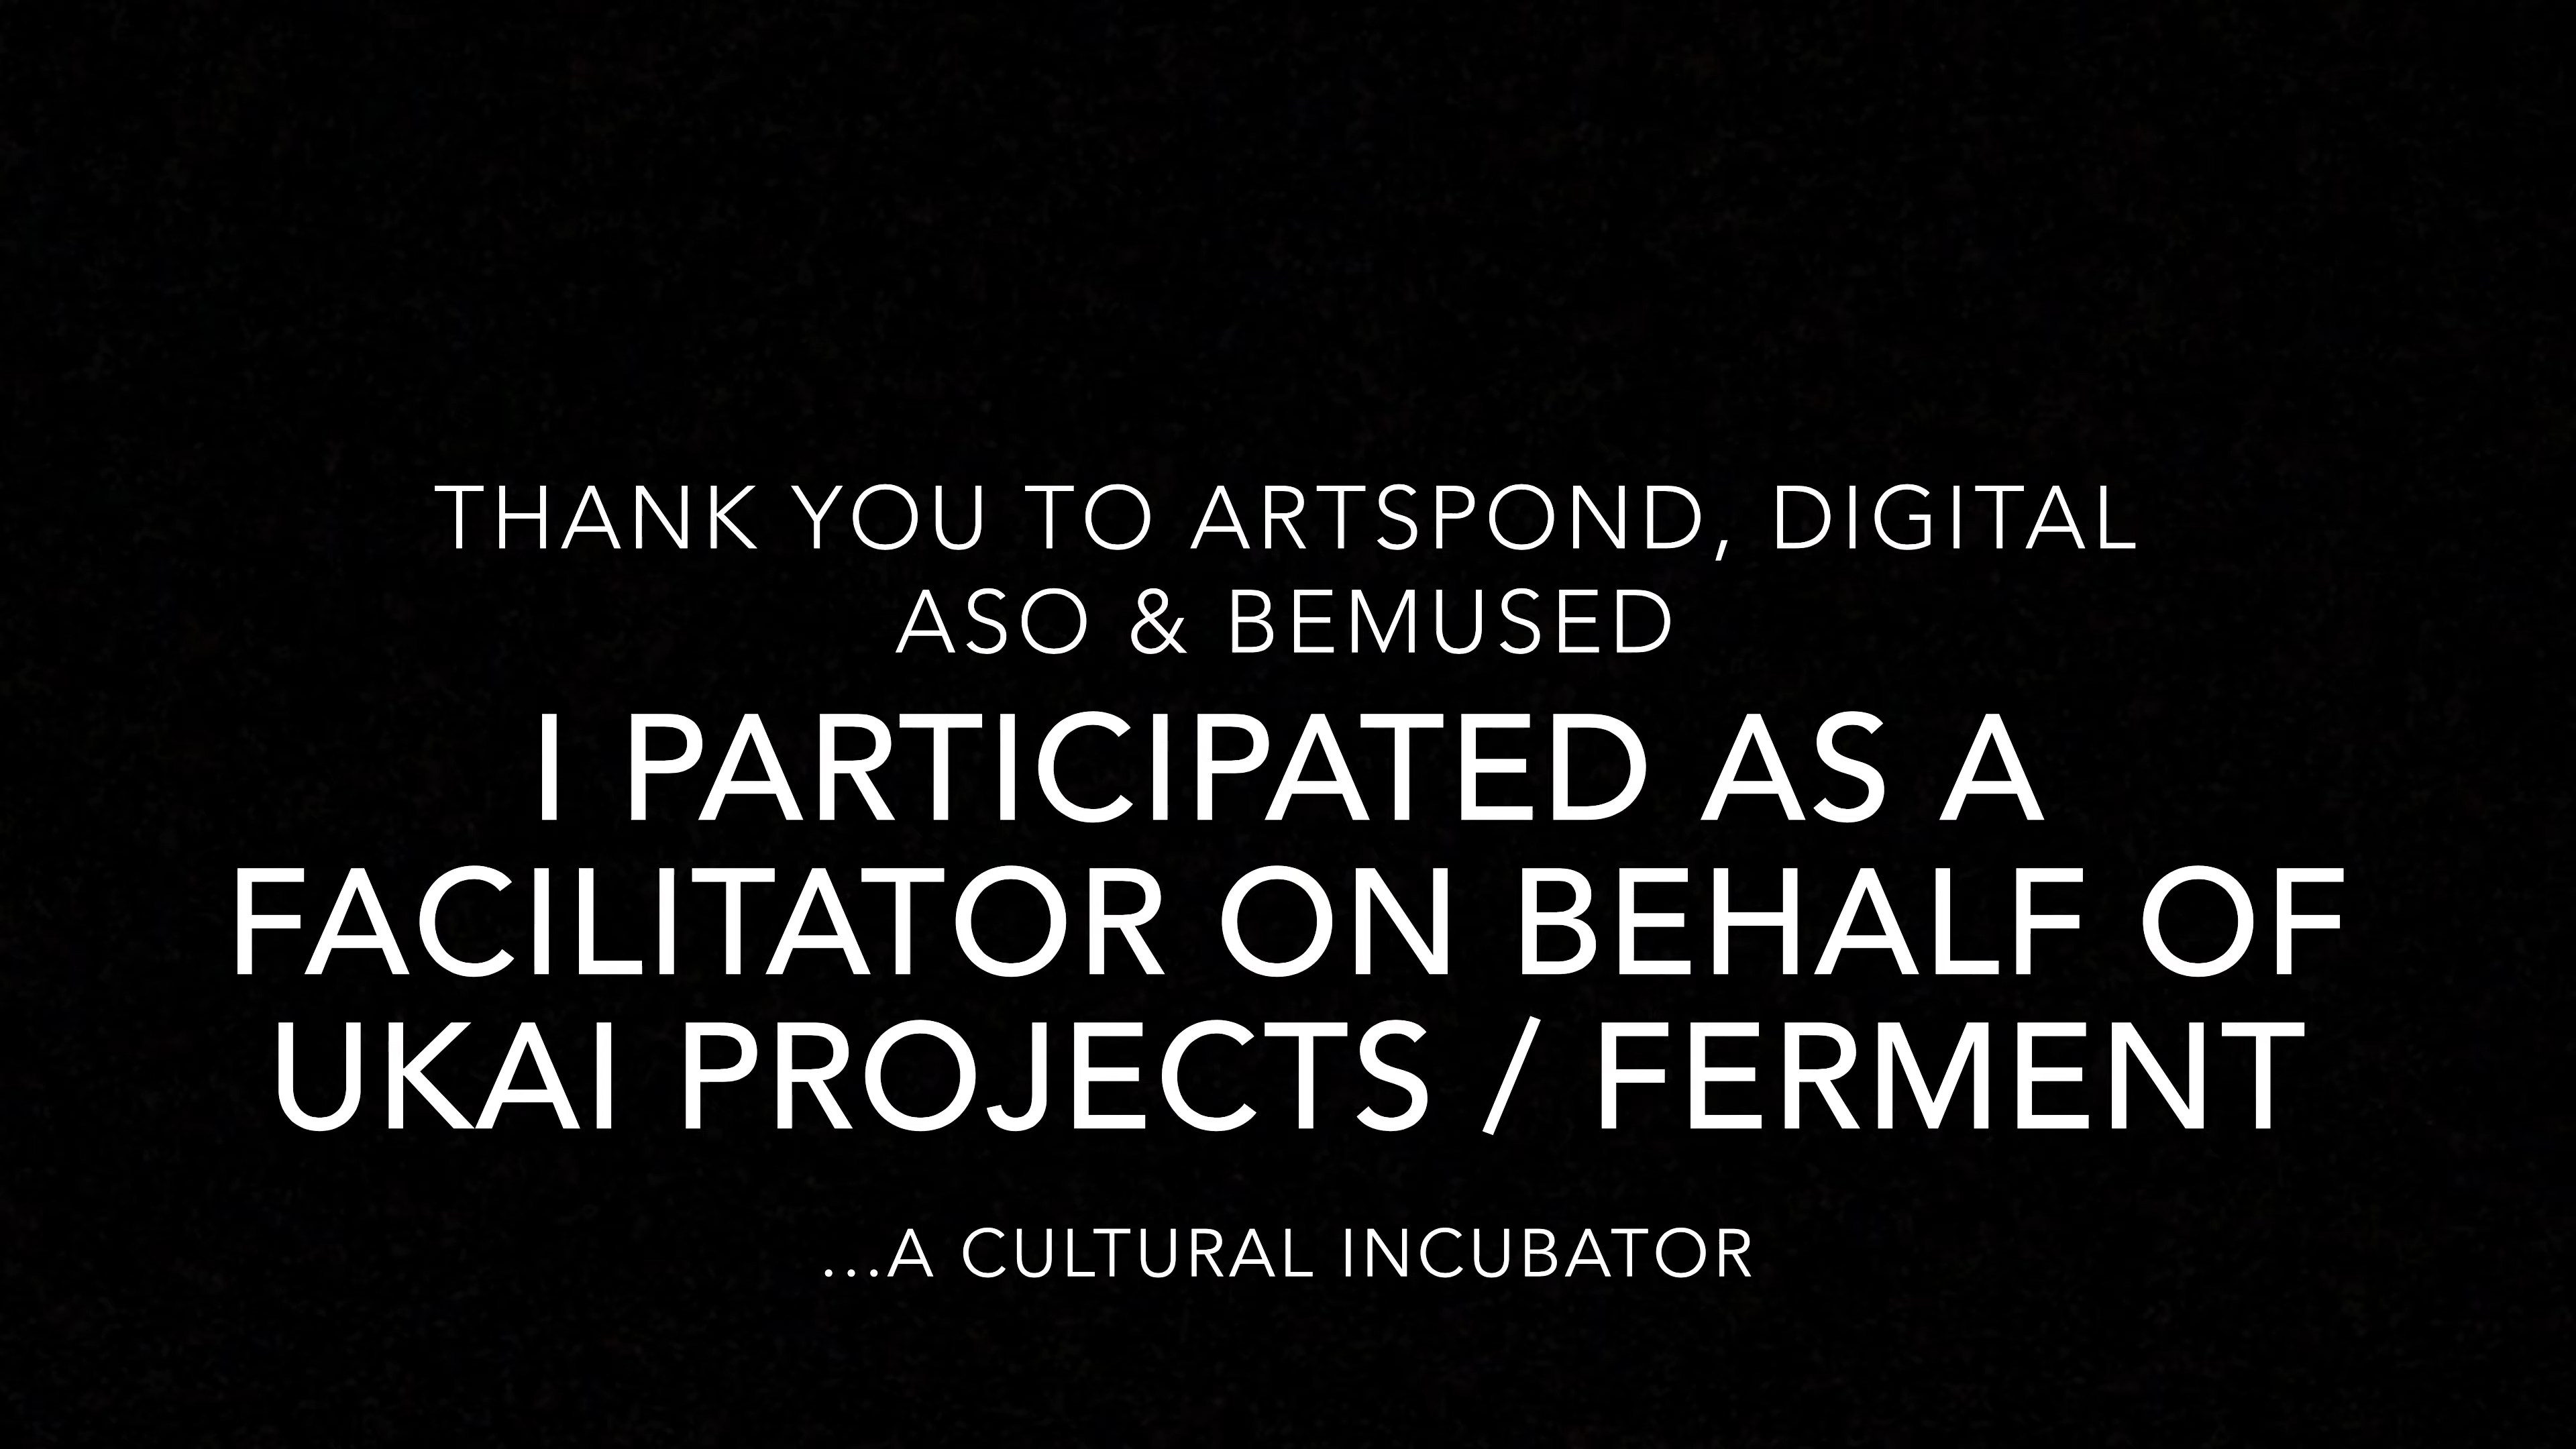 THANK YOU TO ARTSPOND, DIGITAL
ASO & BEMUSED
I PARTICIPATED AS A
FACILITATOR ON BEHALF OF
UKAI PROJECTS / FERMENT
...A CULTURAL INCUBATOR